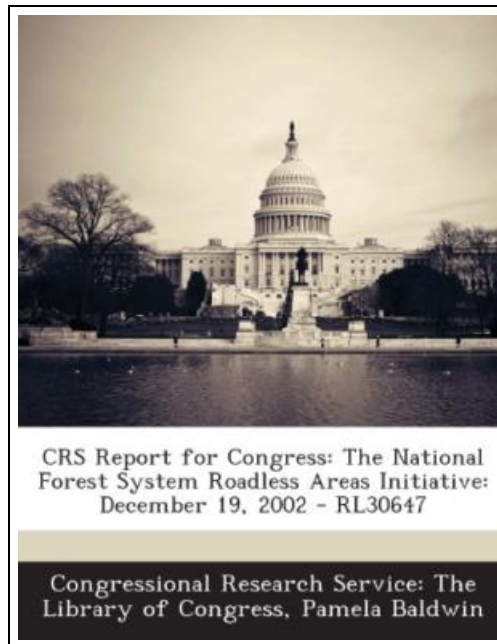 CRS Report for Congress: The National
Forest System Roadless Areas Initiative:
December 19, 2002 - RL30647
Congressional Research Service: The
Library of Congress, Pamela Baldwin